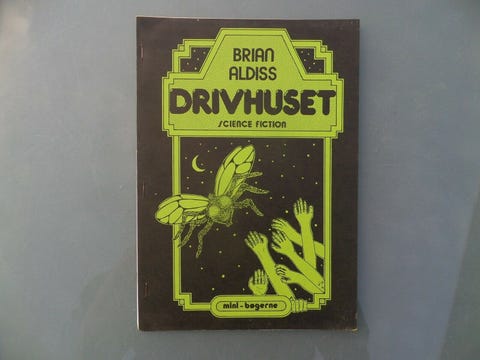 BRIAN
ALDISS
DRIVHUSET
SCIENCE FICTION
mini-bøgerne